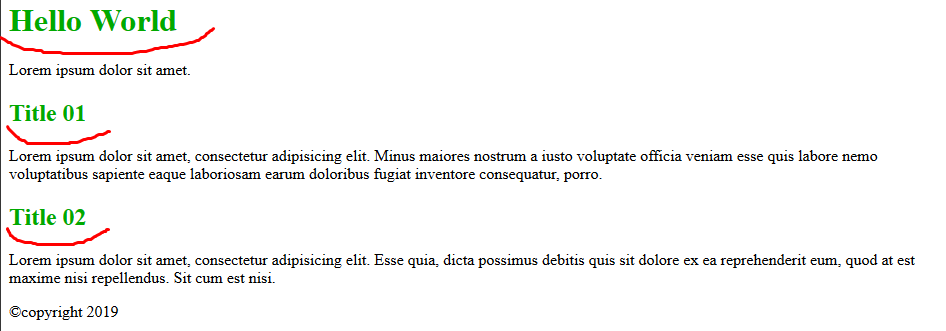 Hello World
Lorem ipsum dolor sit amet.
Title 01
Lorem ipsum dolor sit amet, consectetur adipisicing elit. Minus maiores nostrum a iusto voluptate officia veniam esse quis labore nemo
voluptatibus sapiente eaque laboriosam earum doloribus fugiat inventore consequatur, porro.
Title 02
Lorem ipsum dolor sit amet, consectetur adipisicing elit. Esse quia, dicta possimus debitis quis sit dolore ex ea reprehenderit eum, quod at est
maxime nisi repellendus. Sit cum est nisi.
©copyright 2019